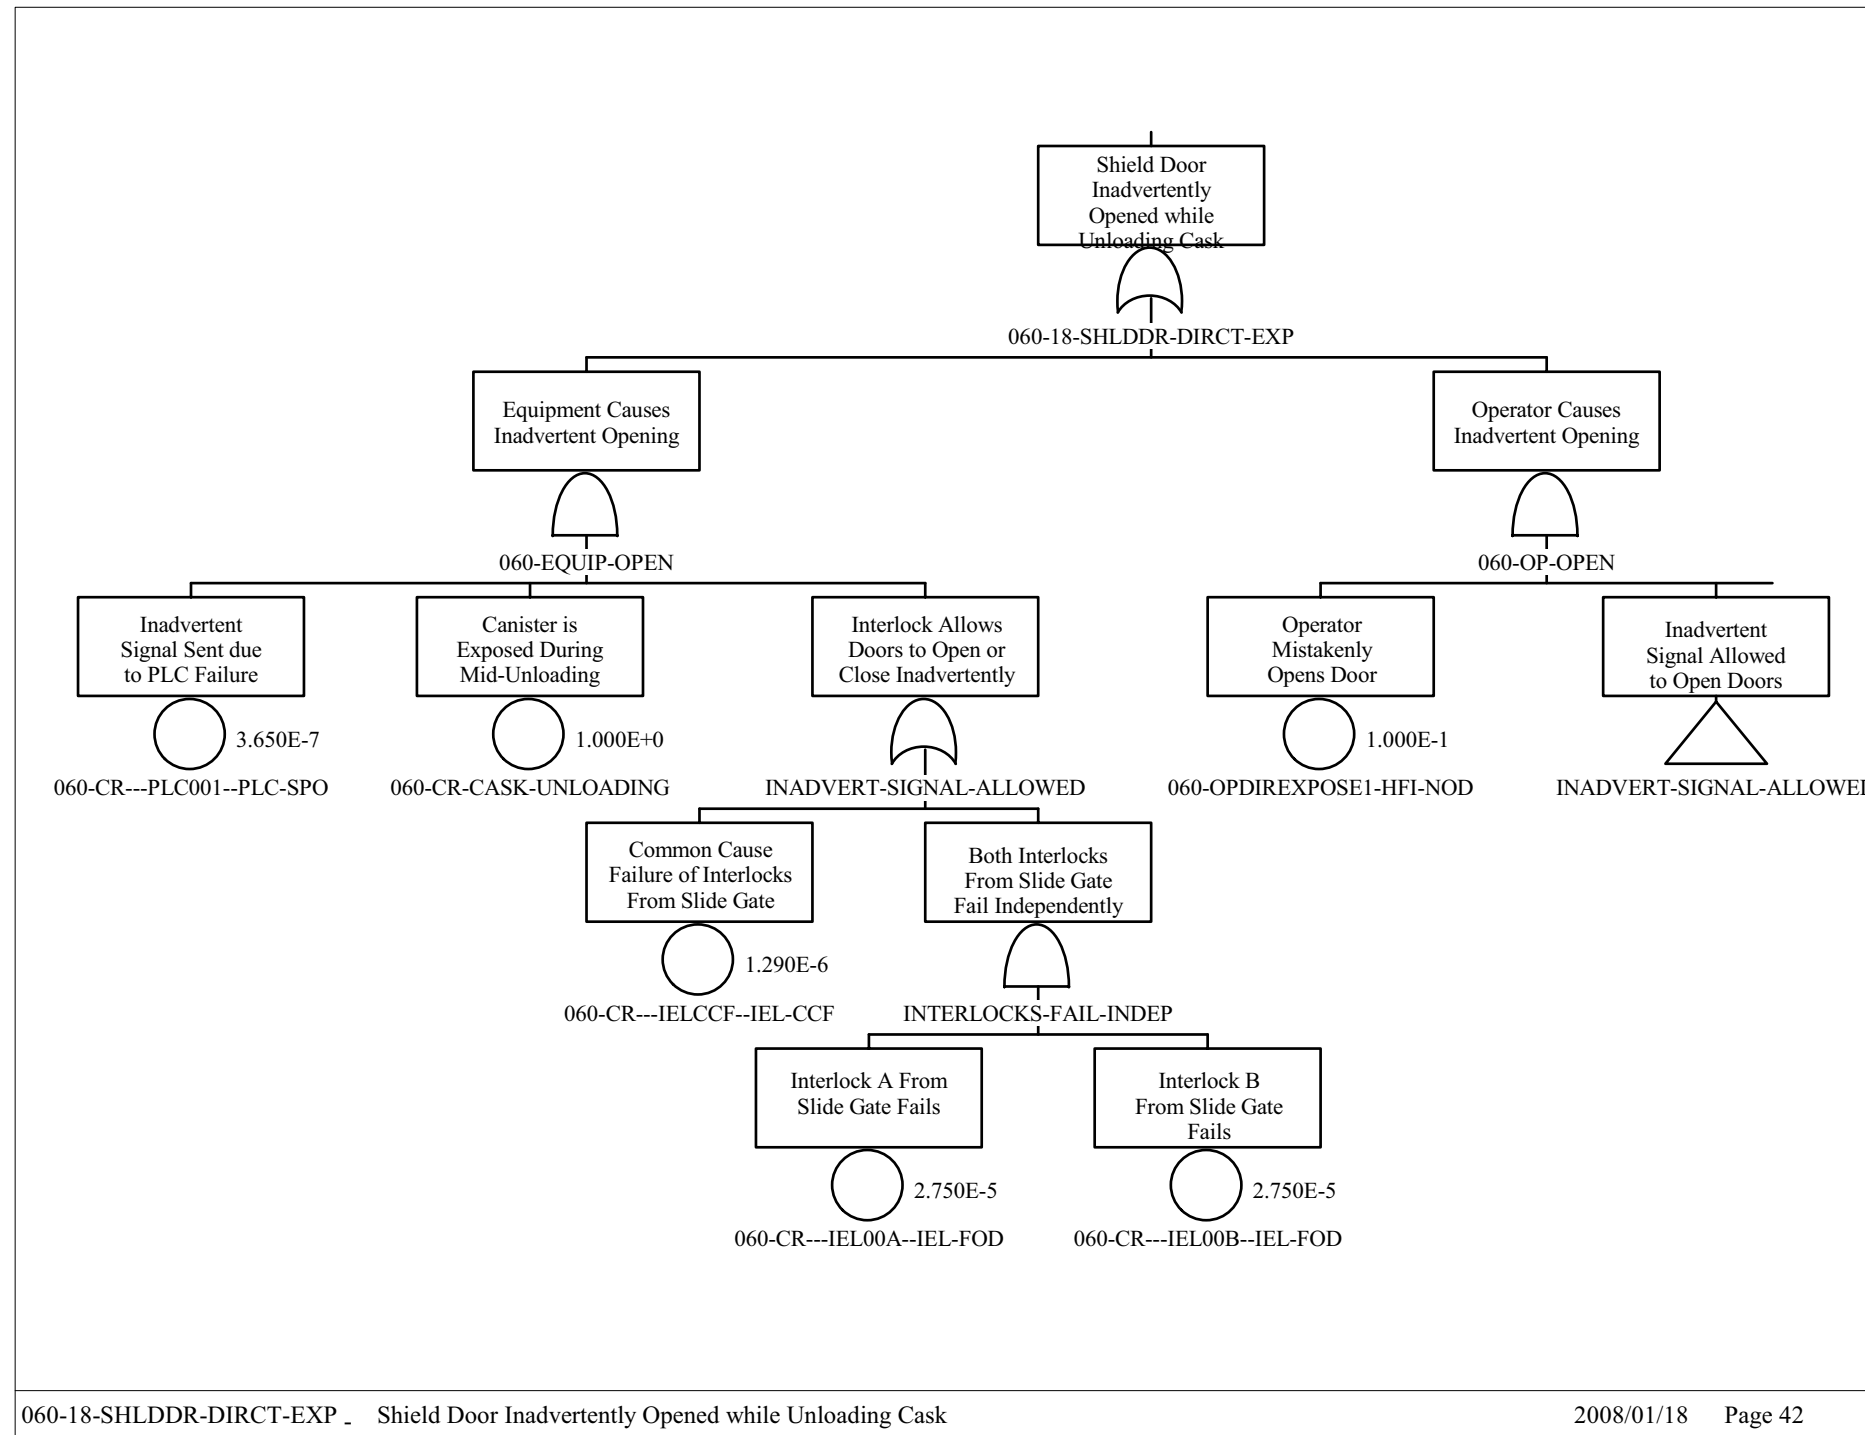 Shield Door
Inadvertently
Opened while
Unloading Cask
060-18-SHLDDR-DIRCT-EXP
Equipment Causes
Inadvertent Opening
Operator Causes
Inadvertent Opening
060-EQUIP-OPEN
060-OP-OPEN
Inadvertent
Signal Sent due
to PLC Failure
3.650E-7
060-CR---PLC001--PLC-SPO
Canister is
Exposed During
Mid-Unloading
1.000E+0
060-CR-CASK-UNLOADING
Interlock Allows
Doors to Open or
Close Inadvertently
INADVERT-SIGNAL-ALLOWED
Operator
Mistakenly
Opens Door
1.000E-1
060-OPDIREXPOSE1-HFI-NOD
Inadvertent
Signal Allowed
to Open Doors
INADVERT-SIGNAL-ALLOWED
Common Cause
Failure of Interlocks
From Slide Gate
1.290E-6
060-CR---IELCCF--IEL-CCF
Both Interlocks
From Slide Gate
Fail Independently
INTERLOCKS-FAIL-INDEP
Interlock A From
Slide Gate Fails
2.750E-5
060-CR---IEL00A--IEL-FOD
Interlock B
From Slide Gate
Fails
2.750E-5
060-CR---IEL00B--IEL-FOD
060-18-SHLDDR-DIRCT-EXP - Shield Door Inadvertently Opened while Unloading Cask
2008/01/18 Page 42